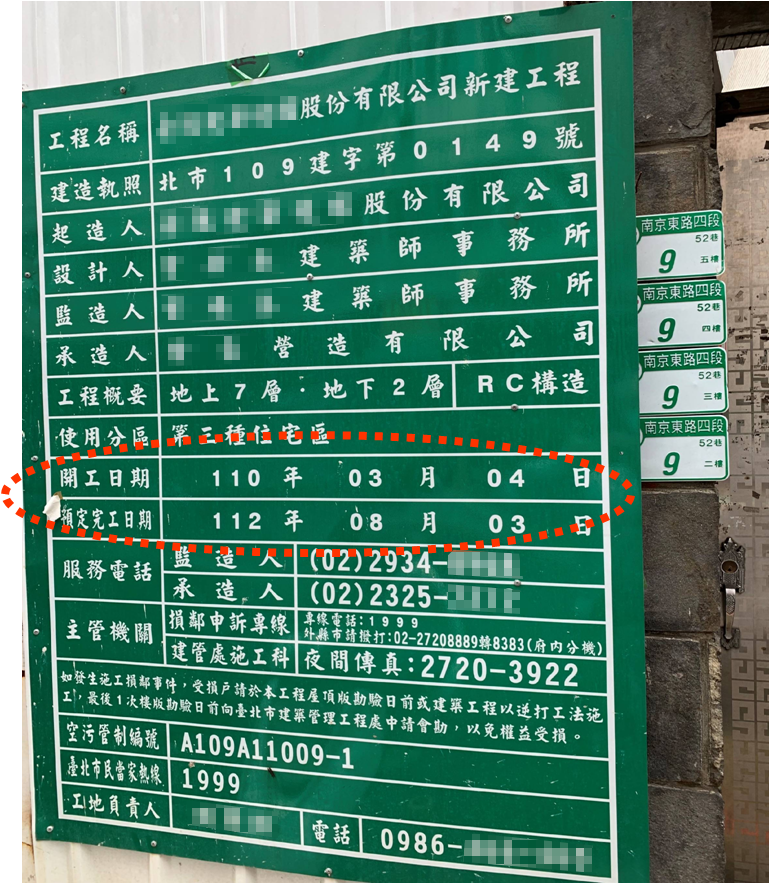 工程名稱 股份有限公司新建工程
建造執照 北市109建字第0149號
起造人 股份有限公司
設計人 建築師事務所
監造人 建築師事務所
承造人 營造有限公司
工程概要 地上7層．地下2層 RC構造
使用分區 第三種住宅區
開工日期 110年03月04日
預定完工日期 112年08月03日
服務電話 監造人 (02)2934-
承造人 (02)2325-
主管機關 損鄰申訴專線 專線電話:1999
外縣市請撥打:02-27208889轉8383(府內分機)
建管處施工科 夜間傳真:2720-3922
如發生施工損鄰事件，受損戶請於本工程屋頂版勘驗日前或建築工程以逆打工法施
工，最後1次樓版勘驗日前向臺北市建築管理工程處申請會勘，以免權益受損。
空污管制編號 A109A11009-1
臺北市民當家熱線 1999
工地負責人 電話 0986-
南京東路四段
52巷
9 五樓
南京東路四段
52巷
9 四樓
南京東路四段
52巷
9 三樓
南京東路四段
52巷
9 二樓